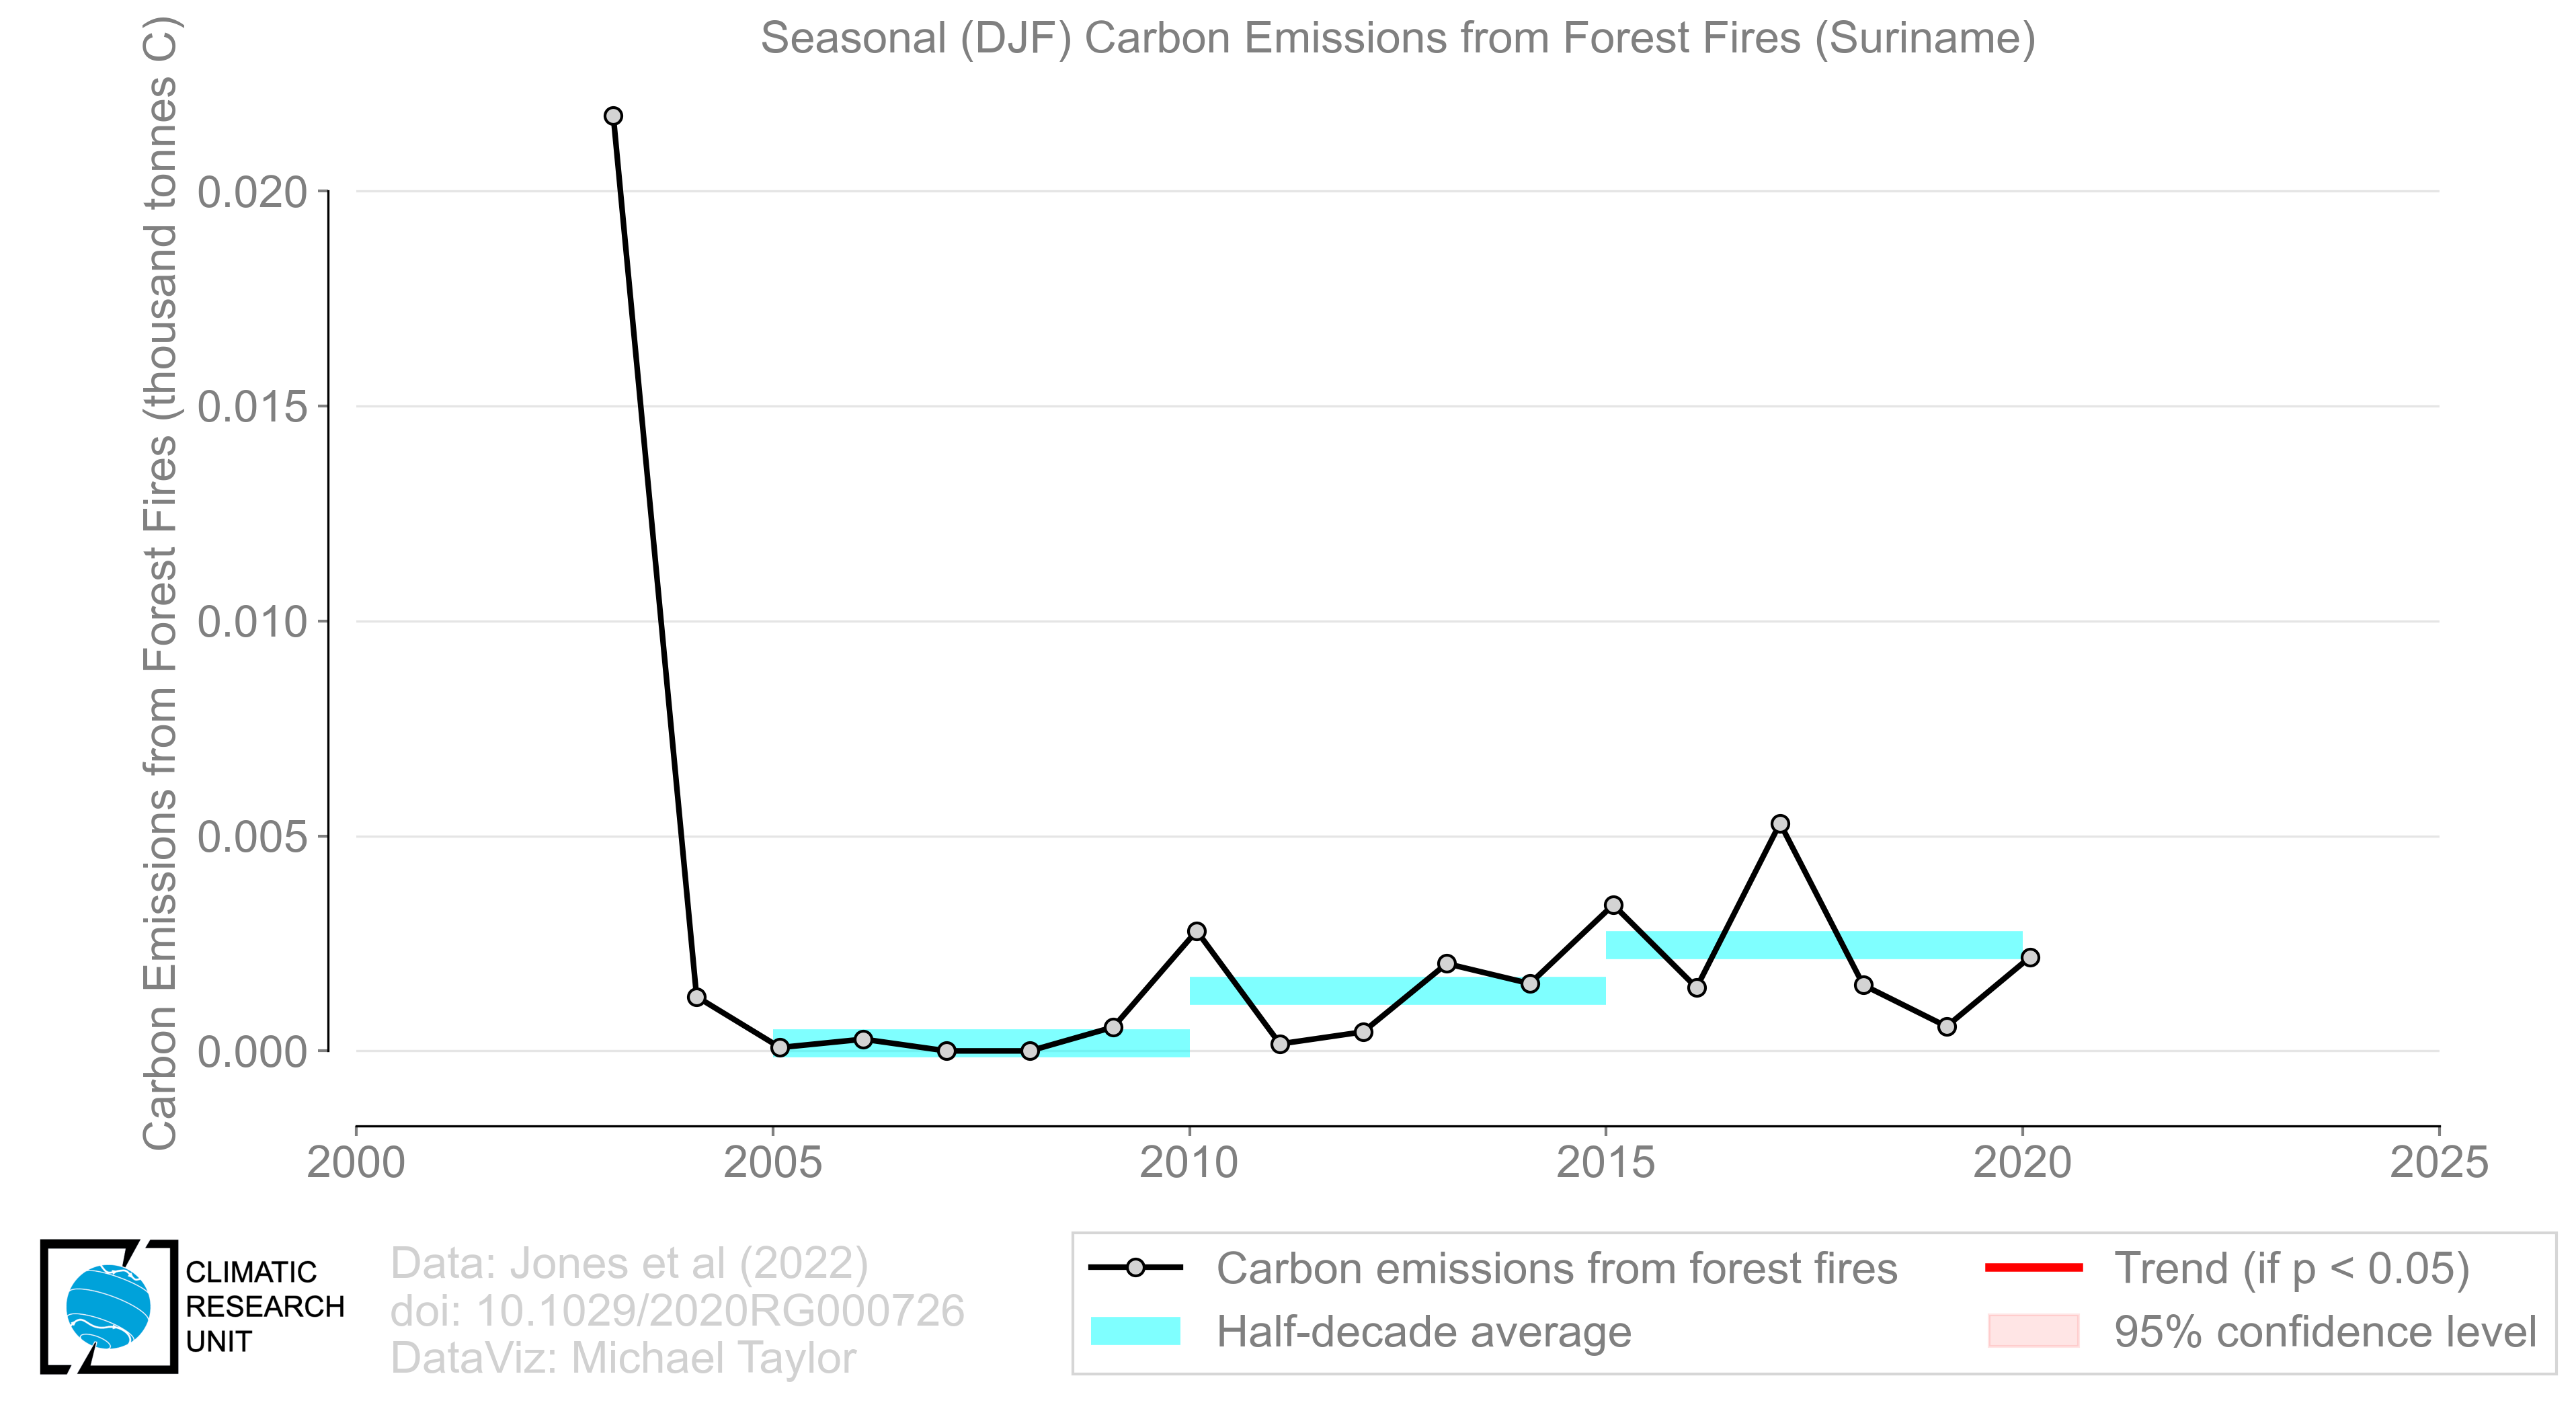 Seasonal (DJF) Carbon Emissions from Forest Fires (Suriname)
Carbon Emissions from Forest Fires (thousand tonnes C)
0.020
0.015
0.010
0.005
0.000
2000
2005
2010
2015
2020
2025
CLIMATIC
RESEARCH
UNIT
Data: Jones et al (2022)
doi: 10.1029/2020RG000726
DataViz: Michael Taylor
Carbon emissions from forest fires
Half-decade average
Trend (if p < 0.05)
95% confidence level